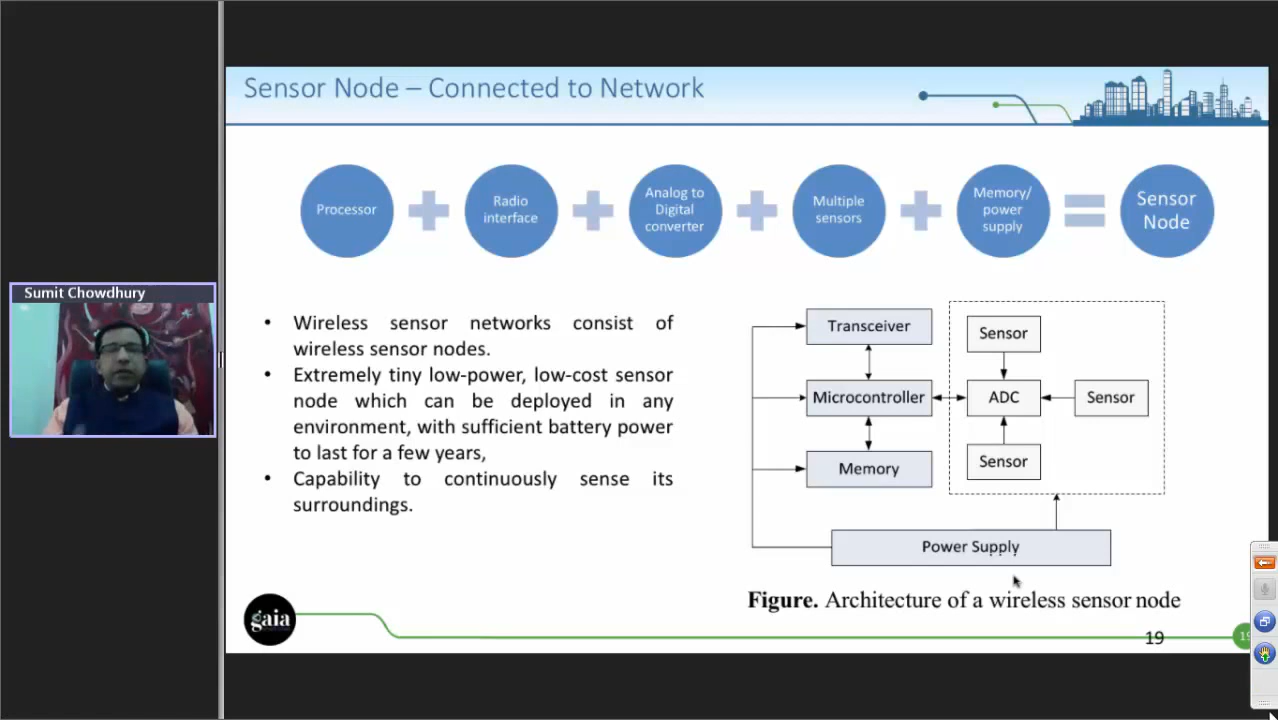 Sensor Node – Connected to Network
Processor
Radio
interface
Analog to
Digital
converter
Multiple
sensors
Memory/
power
supply
Sensor
Node
Sumit Chowdhury
• Wireless sensor networks consist of
wireless sensor nodes.
• Extremely tiny low-power, low-cost sensor
node which can be deployed in any
environment, with sufficient battery power
to last for a few years,
• Capability to continuously sense its
surroundings.
Transceiver
Sensor
Microcontroller
ADC
Sensor
Memory
Sensor
Power Supply
Figure. Architecture of a wireless sensor node
gaia
19
19